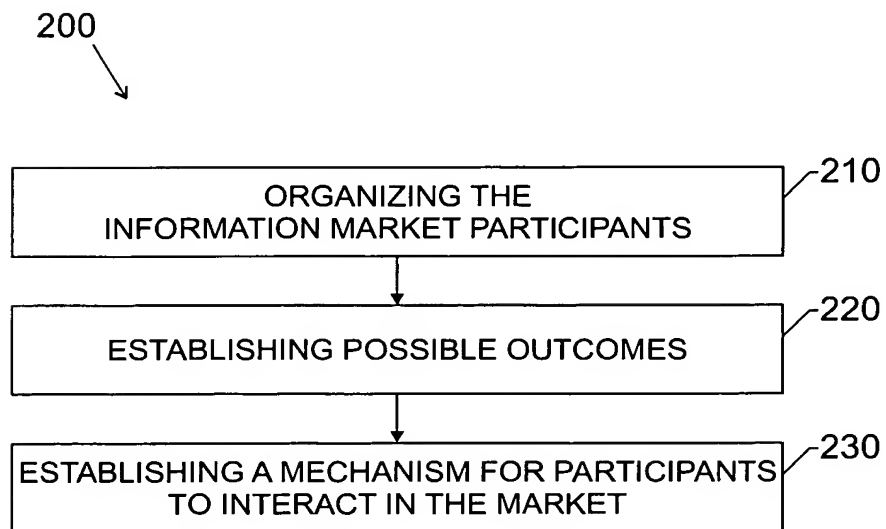 200
210
ORGANIZING THE
INFORMATION MARKET PARTICIPANTS
220
ESTABLISHING POSSIBLE OUTCOMES
230
ESTABLISHING A MECHANISM FOR PARTICIPANTS
TO INTERACT IN THE MARKET